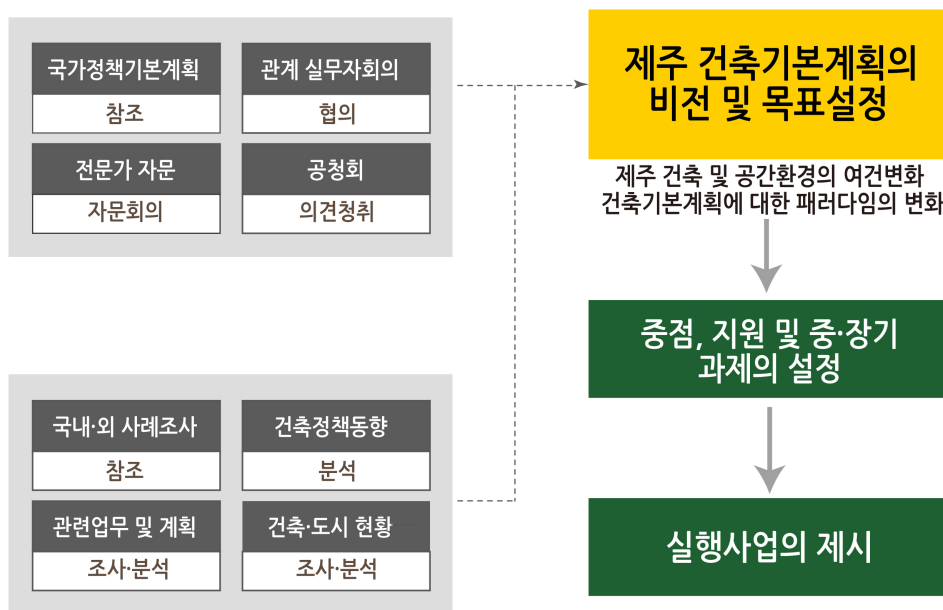 국가정책기본계획
참조
관계 실무자회의
협의
전문가 자문
자문회의
공청회
의견청취
국내·외 사례조사
참조
건축정책동향
분석
관련업무 및 계획
조사·분석
건축·도시 현황
조사·분석
제주 건축기본계획의
비전 및 목표설정
제주 건축 및 공간환경의 여건변화
건축기본계획에 대한 패러다임의 변화
중점, 지원 및 중·장기
과제의 설정
실행사업의 제시